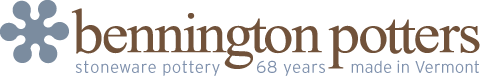 bennington potters
stoneware pottery 68 years made in Vermont